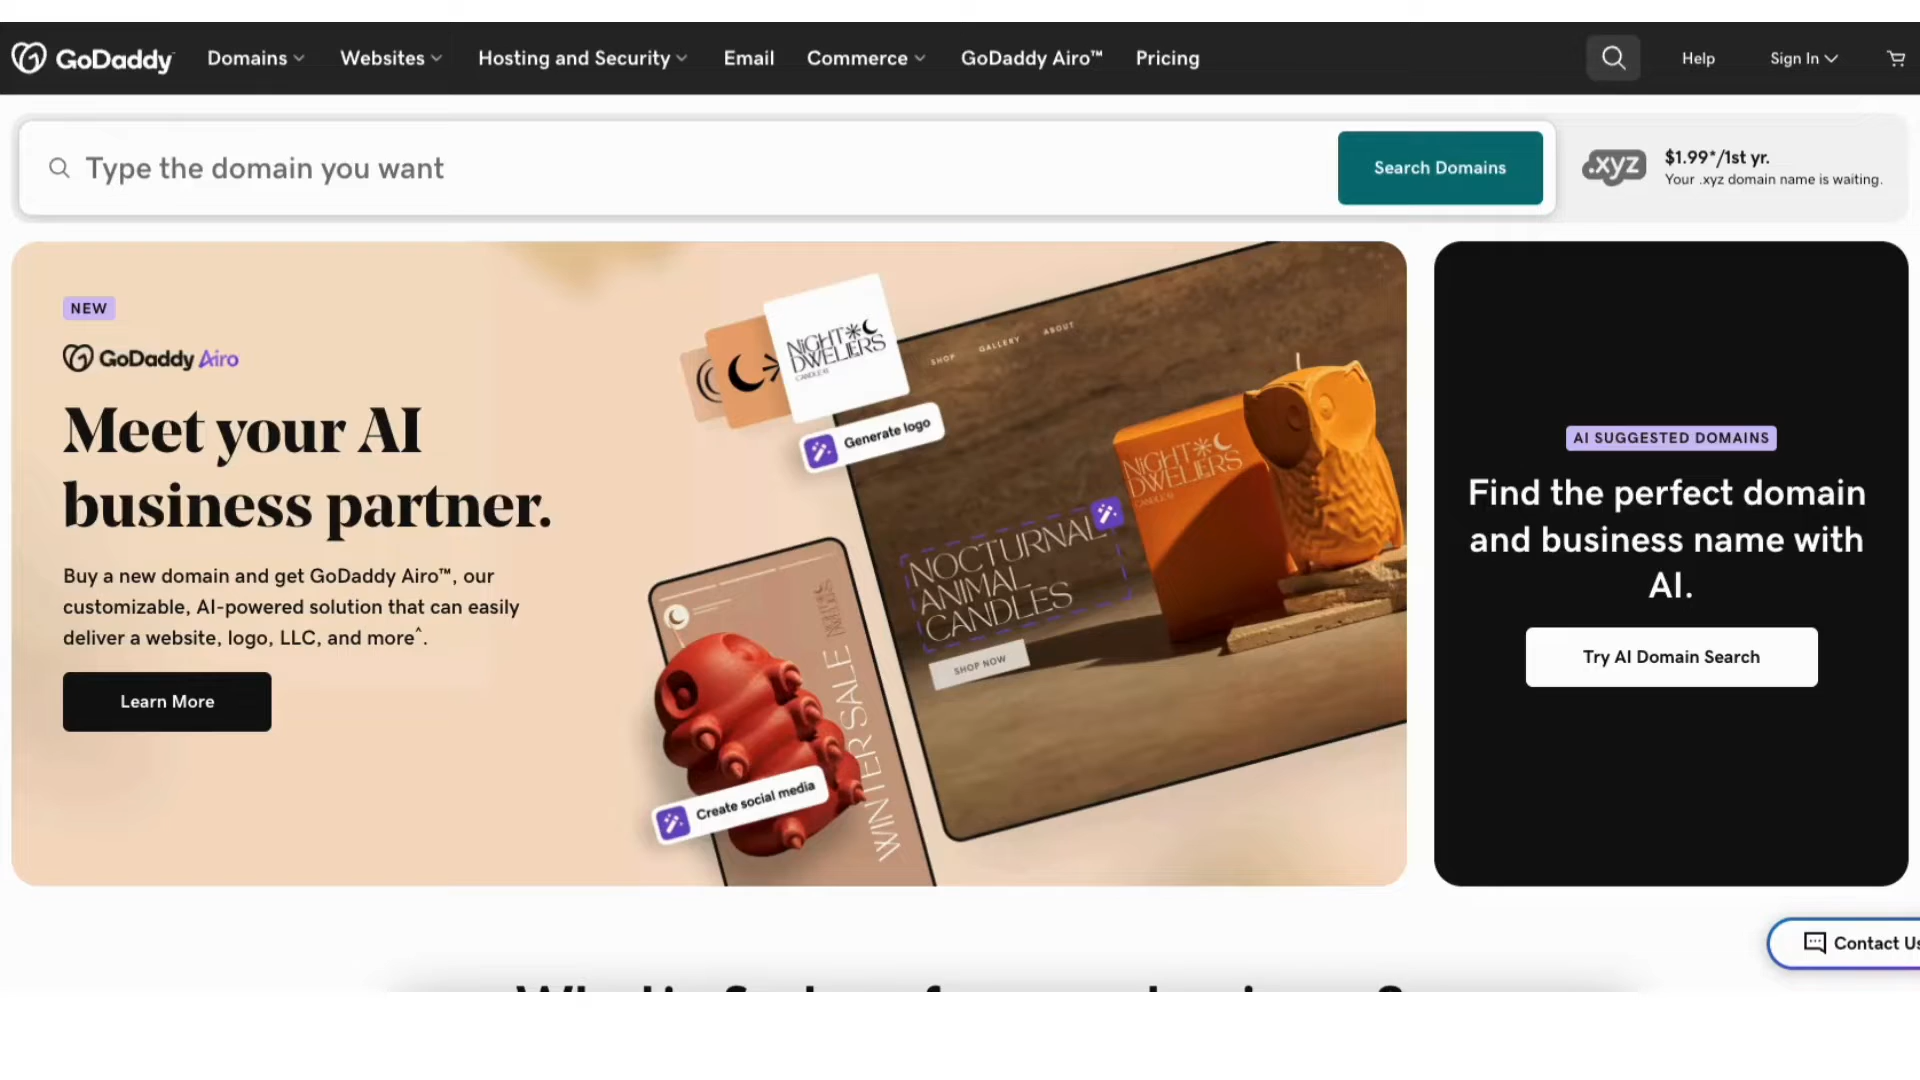 GoDaddy
Domains
Websites
Hosting and Security
Email
Commerce
GoDaddy Airo™
Pricing
Help
Sign In
Type the domain you want
Search Domains
.xyz
$1.99*/1st yr.
Your .xyz domain name is waiting.
NEW
GoDaddy Airo
Meet your AI
business partner.
Buy a new domain and get GoDaddy Airo™, our
customizable, AI-powered solution that can easily
deliver a website, logo, LLC, and more^.
Learn More
NIGHT
DWELLERS
CANDLE
Generate logo
SHOP
GALLERY
ABOUT
NIGHT
DWELLERS
NOCTURNAL
ANIMAL
CANDLES
SHOP NOW
WINTER SALE
Create social media
AI SUGGESTED DOMAINS
Find the perfect domain
and business name with
AI.
Try AI Domain Search
Contact Us